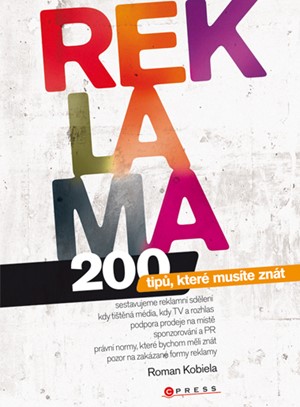 REK
LA
MA
200 tipů, které musíte znát
sestavujeme reklamní sdělení
kdy tištěná média, kdy TV a rozhlas
podpora prodeje na místě
sponzorování a PR
právní normy, které bychom měli znát
pozor na zakázané formy reklamy
Roman Kobiela
CPRESS